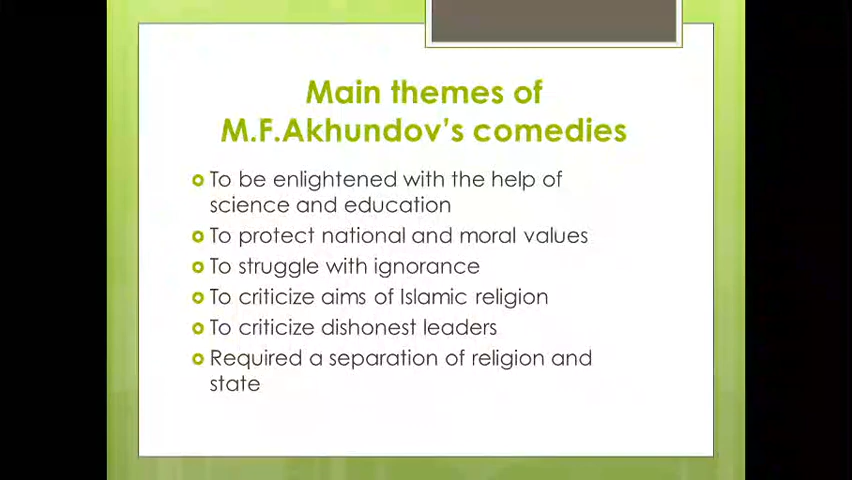 Main themes of
M.F.Akhundov's comedies
To be enlightened with the help of
science and education
To protect national and moral values
To struggle with ignorance
To criticize aims of Islamic religion
To criticize dishonest leaders
Required a separation of religion and
state